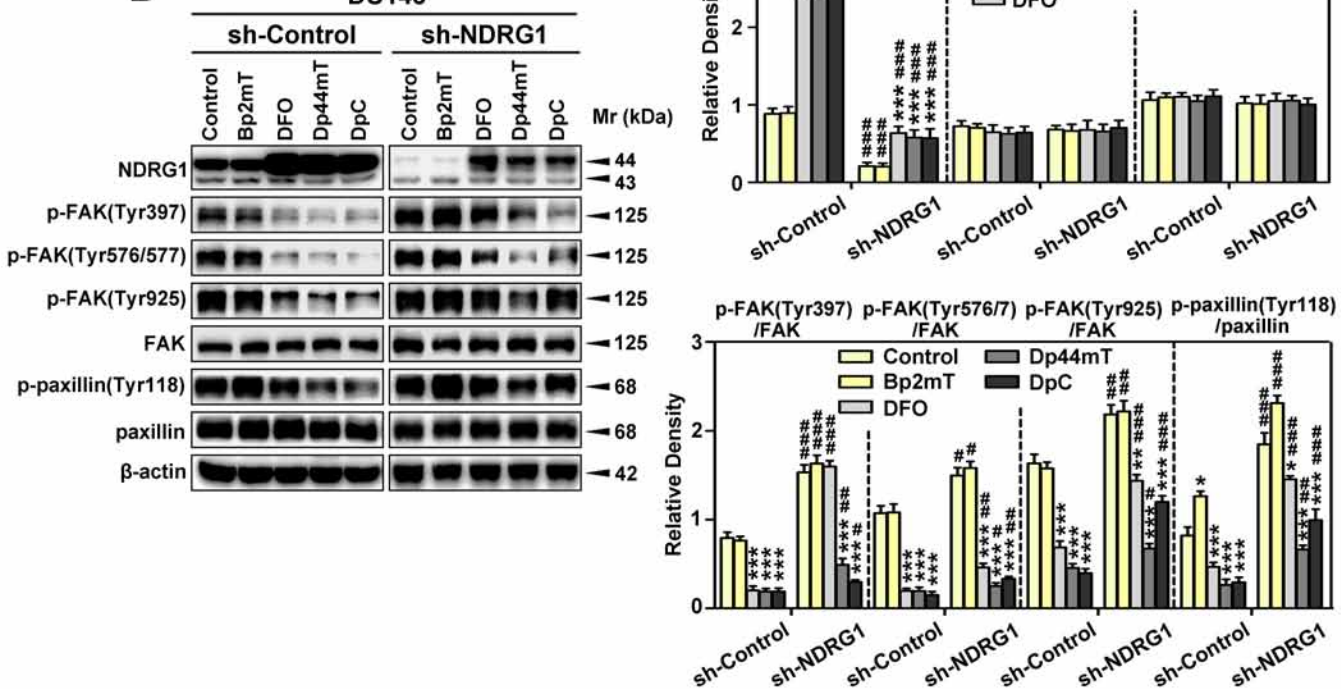 sh-Control sh-NDRG1
Control Bp2mT DFO Dp44mT DpC Control Bp2mT DFO Dp44mT DpC Mr (kDa)
NDRG1 44
43
p-FAK(Tyr397) 125
p-FAK(Tyr576/577) 125
p-FAK(Tyr925) 125
FAK 125
p-paxillin(Tyr118) 68
paxillin 68
β-actin 42
DFO
2
1
0
### ### ***### ***### ***###
sh-Control sh-NDRG1 sh-Control sh-NDRG1 sh-Control sh-NDRG1
p-FAK(Tyr397) p-FAK(Tyr576/7) p-FAK(Tyr925) p-paxillin(Tyr118)
/FAK /FAK /FAK /paxillin
Relative Density
3
2
1
0
Control Dp44mT
Bp2mT DpC
DFO
*** *** *** ### ### ### ***## ***#
*** *** *** # # ***## ***# ***##
*** *** *** ## ## **### ***# ***###
* *** *** *** ### ### *### ***## ***###
sh-Control sh-NDRG1 sh-Control sh-NDRG1 sh-Control sh-NDRG1 sh-Control sh-NDRG1